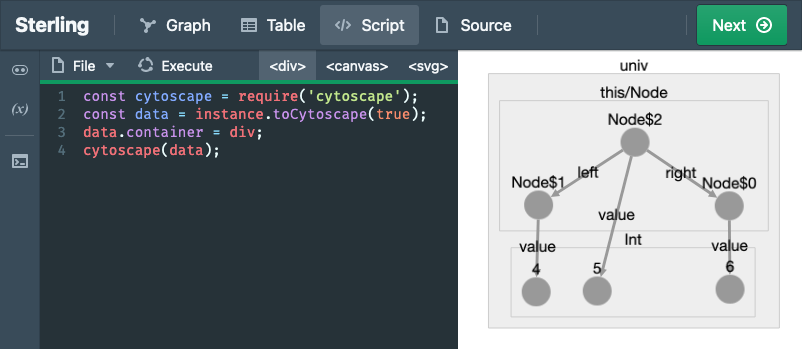 Sterling Graph Table </> Script Source Next
File Execute <div> <canvas> <svg>
(x)
1 const cytoscape = require('cytoscape');
2 const data = instance.toCytoscape(true);
3 data.container = div;
4 cytoscape(data);
univ
this/Node
Node$2
left right
Node$1 Node$0
value
Int
value value
4 5 6